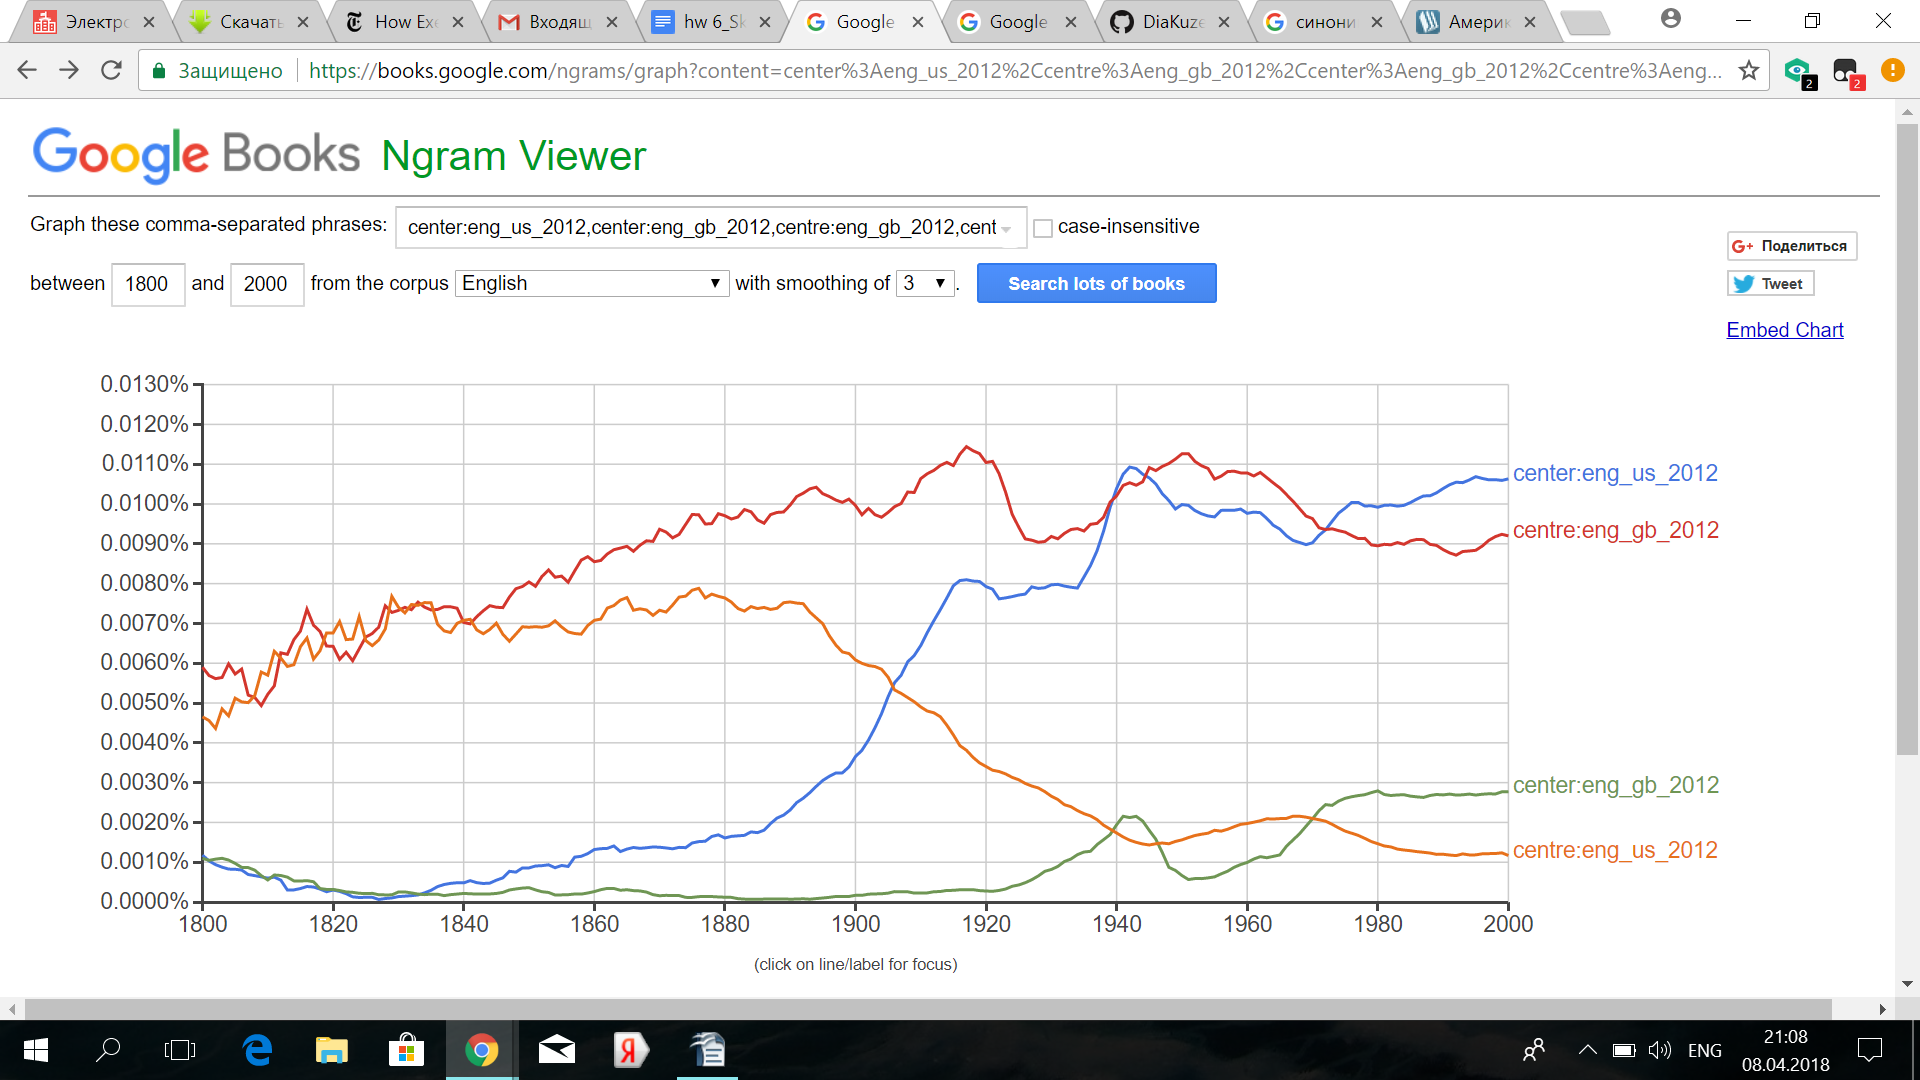 Электро
Скачать
How Exe
Входящ
hw 6_Sk
Google
Google
DiaKuze
синони
Америк
Защищено
https://books.google.com/ngrams/graph?content=center%3Aeng_us_2012%2Ccentre%3Aeng_gb_2012%2Ccenter%3Aeng_gb_2012%2Ccentre%3Aeng...
2
2
Google Books Ngram Viewer
Graph these comma-separated phrases: center:eng_us_2012,center:eng_gb_2012,centre:eng_gb_2012,cent case-insensitive
between 1800 and 2000 from the corpus English with smoothing of 3. Search lots of books
G+ Поделиться
Tweet
Embed Chart
0.0130%
0.0120%
0.0110%
0.0100%
0.0090%
0.0080%
0.0070%
0.0060%
0.0050%
0.0040%
0.0030%
0.0020%
0.0010%
0.0000%
center:eng_us_2012
centre:eng_gb_2012
center:eng_gb_2012
centre:eng_us_2012
1800 1820 1840 1860 1880 1900 1920 1940 1960 1980 2000
(click on line/label for focus)
Я
ENG
21:08
08.04.2018